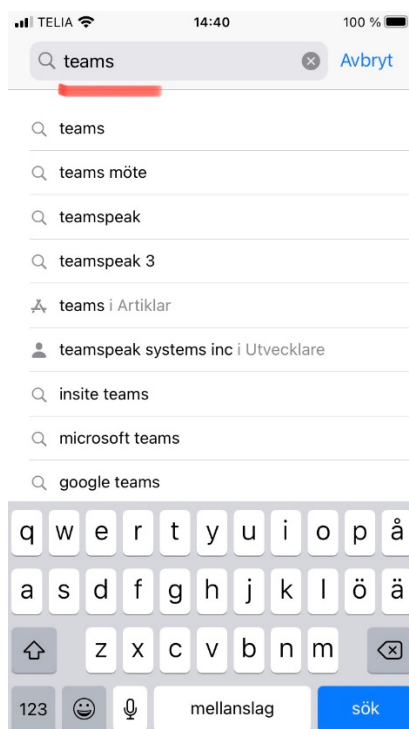 TELIA 14:40 100 %
teams Avbryt
teams
teams möte
teamspeak
teamspeak 3
teams i Artiklar
teamspeak systems inc i Utvecklare
insite teams
microsoft teams
google teams
q w e r t y u i o p å
a s d f g h j k l ö ä
z x c v b n m
123 mellanslag sök